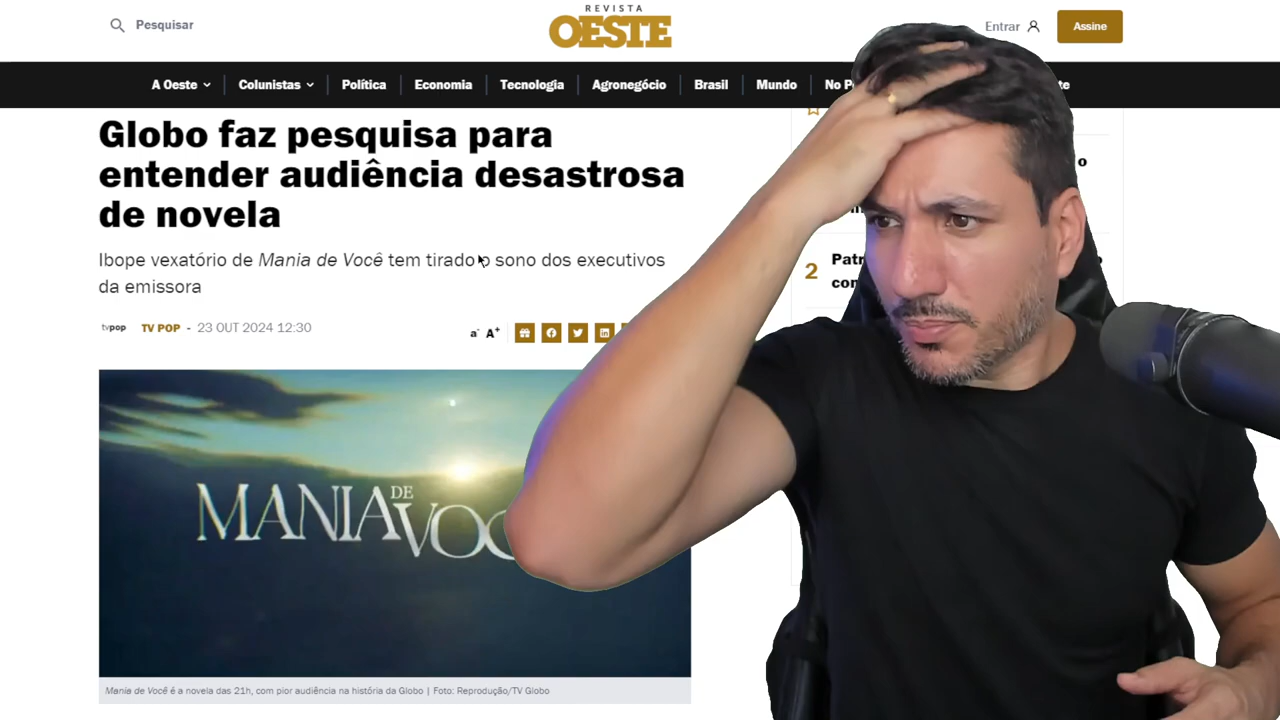 Pesquisar
REVISTA
OESTE
Entrar
Assine
A Oeste
Colunistas
Política
Economia
Tecnologia
Agronegócio
Brasil
Mundo
No
Globo faz pesquisa para
entender audiência desastrosa
de novela
Ibope vexatório de Mania de Você tem tirado o sono dos executivos
da emissora
tvpop
TV POP - 23 OUT 2024 12:30
a- A+
o
2
MANIA DE
Mania de Você é a novela das 21h, com pior audiência na história da Globo | Foto: Reprodução/TV Globo